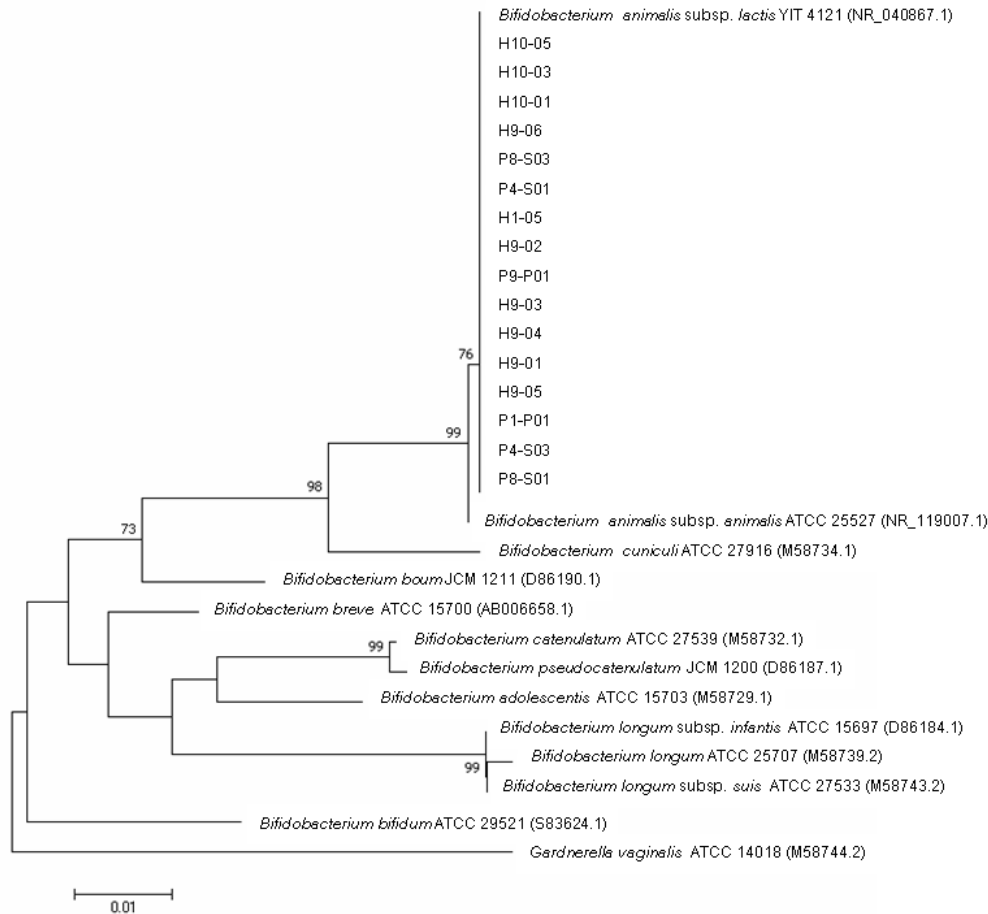 Bifidobacterium animalis subsp. lactis YIT 4121 (NR_040867.1)
H10-05
H10-03
H10-01
H9-06
P8-S03
P4-S01
H1-05
H9-02
P9-P01
H9-03
H9-04
76
H9-01
H9-05
P1-P01
99
P4-S03
P8-S01
98
Bifidobacterium animalis subsp. animalis ATCC 25527 (NR_119007.1)
73
Bifidobacterium cuniculi ATCC 27916 (M58734.1)
Bifidobacterium boum JCM 1211 (D86190.1)
Bifidobacterium breve ATCC 15700 (AB006658.1)
99
Bifidobacterium catenulatum ATCC 27539 (M58732.1)
Bifidobacterium pseudocatenulatum JCM 1200 (D86187.1)
Bifidobacterium adolescentis ATCC 15703 (M58729.1)
Bifidobacterium longum subsp. infantis ATCC 15697 (D86184.1)
Bifidobacterium longum ATCC 25707 (M58739.2)
99
Bifidobacterium longum subsp. suis ATCC 27533 (M58743.2)
Bifidobacterium bifidum ATCC 29521 (S83624.1)
Gardnerella vaginalis ATCC 14018 (M58744.2)
0.01